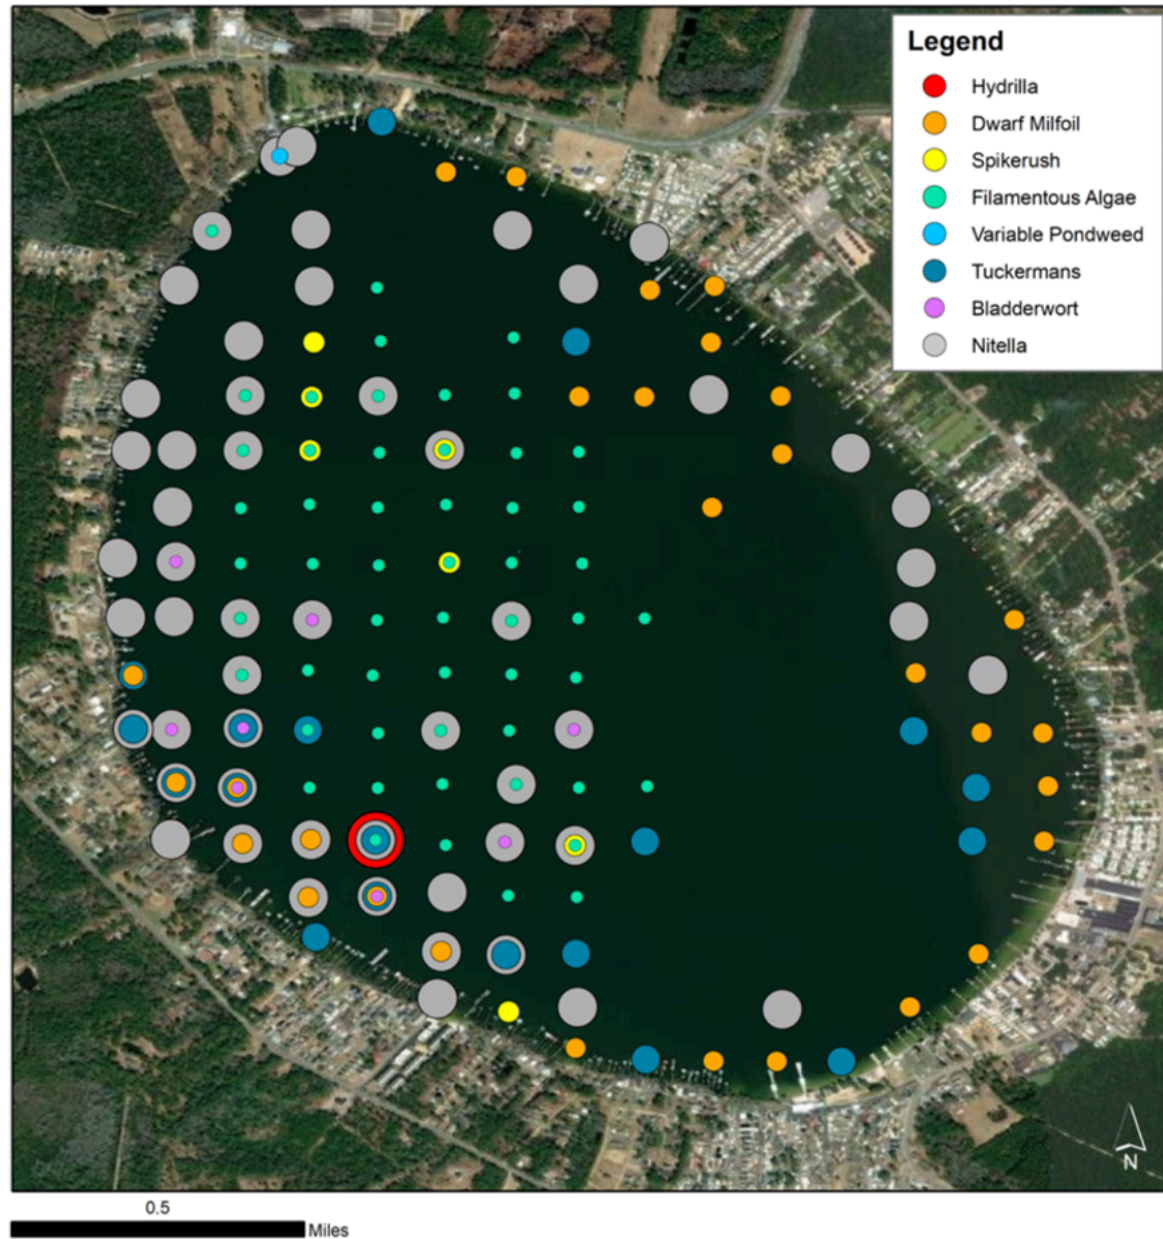 Legend
Hydrilla
Dwarf Milfoil
Spikerush
Filamentous Algae
Variable Pondweed
Tuckermans
Bladderwort
Nitella
N
0.5
Miles